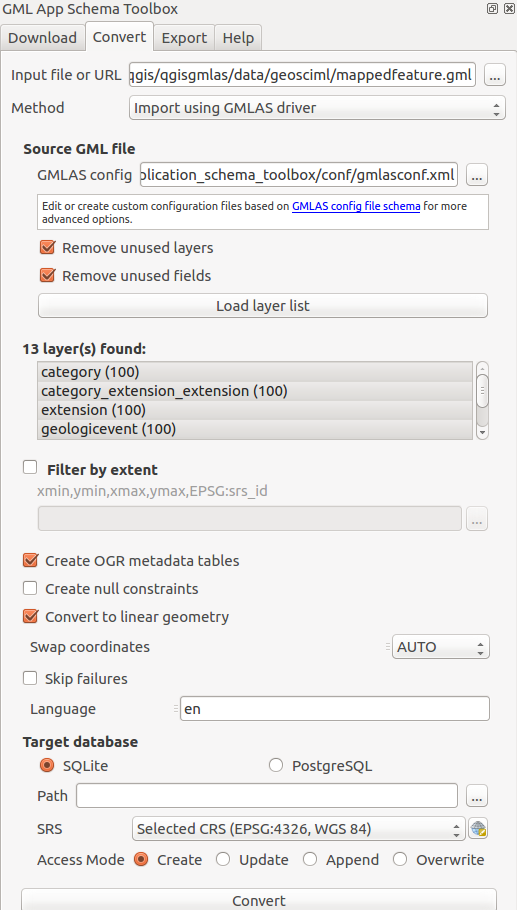 GML App Schema Toolbox
Download Convert Export Help
Input file or URL qgis/qgisgmlas/data/geosciml/mappedfeature.gml ...
Method Import using GMLAS driver
Source GML file
GMLAS config plication_schema_toolbox/conf/gmlasconf.xml ...
Edit or create custom configuration files based on GMLAS config file schema for more
advanced options.
Remove unused layers
Remove unused fields
Load layer list
13 layer(s) found:
category (100)
category_extension_extension (100)
extension (100)
geologicevent (100)
Filter by extent
xmin,ymin,xmax,ymax,EPSG:srs_id
...
Create OGR metadata tables
Create null constraints
Convert to linear geometry
Swap coordinates AUTO
Skip failures
Language en
Target database
SQLite PostgreSQL
Path ...
SRS Selected CRS (EPSG:4326, WGS 84)
Access Mode Create Update Append Overwrite
Convert